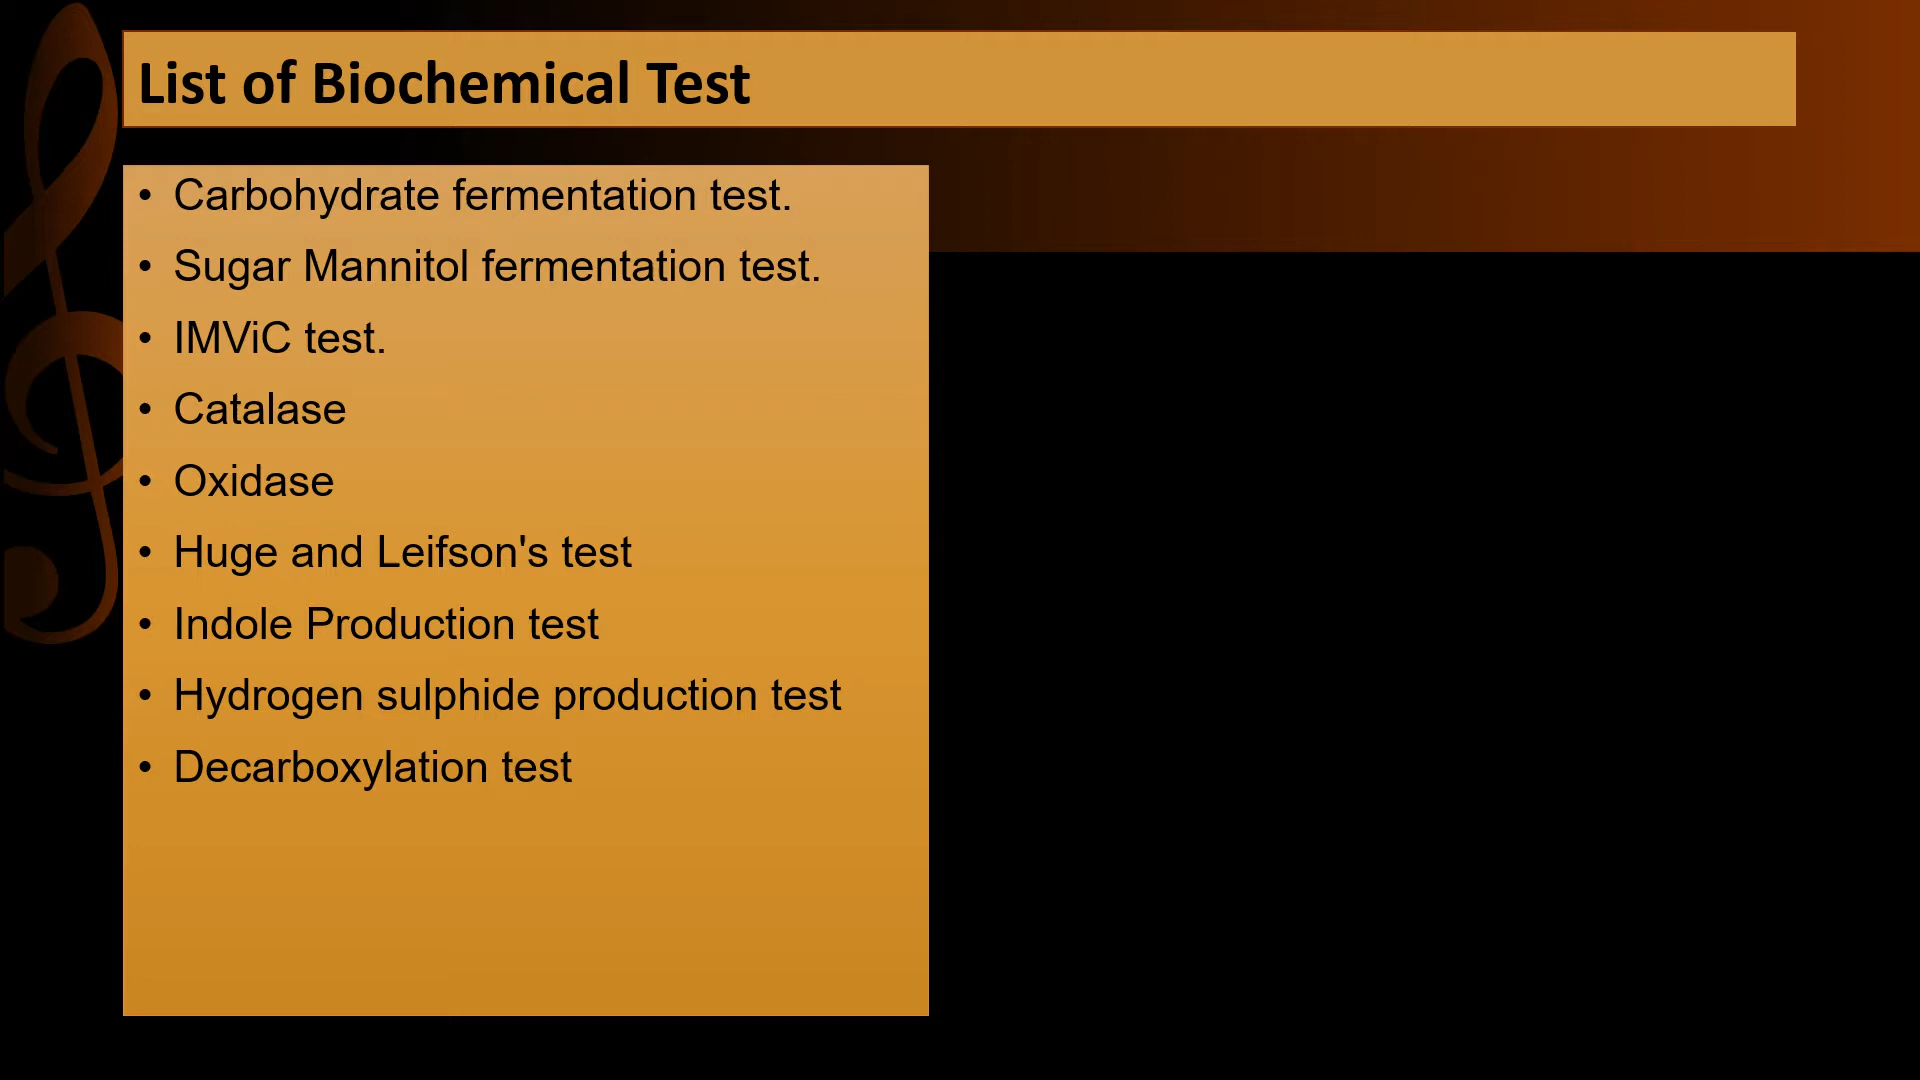 List of Biochemical Test
• Carbohydrate fermentation test.
• Sugar Mannitol fermentation test.
• IMViC test.
• Catalase
• Oxidase
• Huge and Leifson's test
• Indole Production test
• Hydrogen sulphide production test
• Decarboxylation test